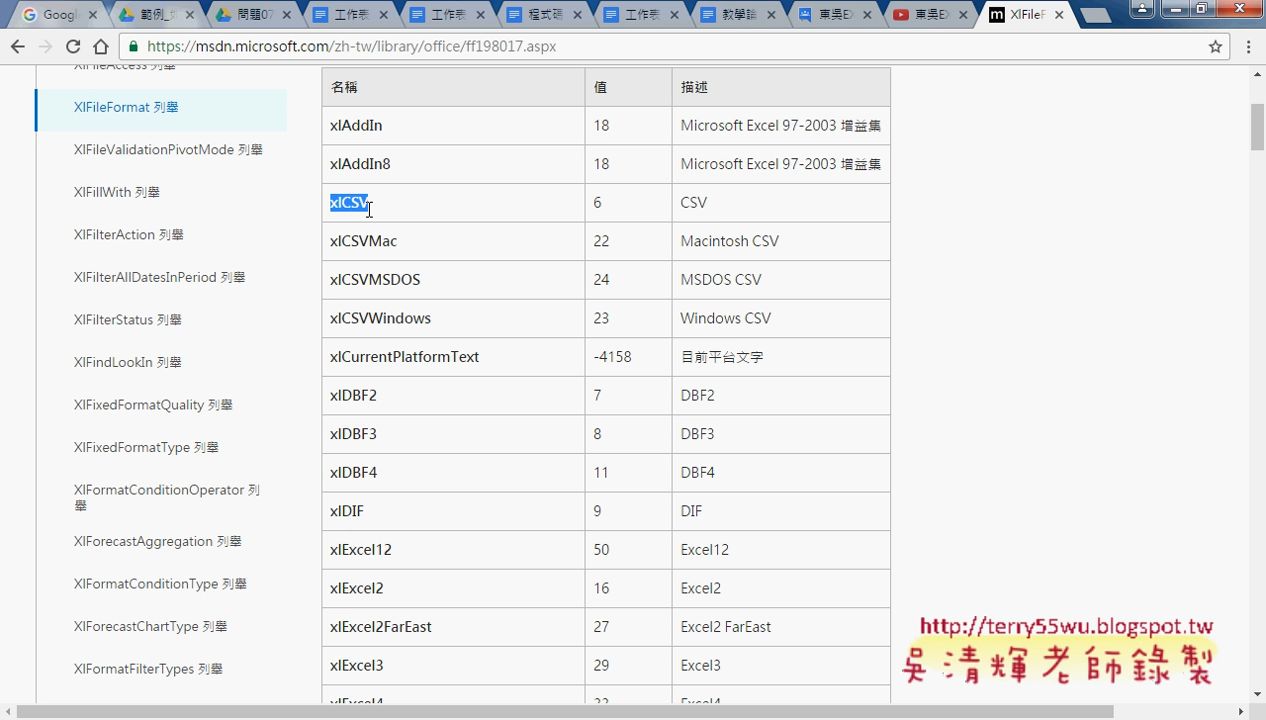 Google
範例_
問題07
工作表
工作表
程式碼
工作表
教學論
東吳EX
東吳EX
XlFileF
https://msdn.microsoft.com/zh-tw/library/office/ff198017.aspx
XlFileAccess 列舉
XlFileFormat 列舉
XlFileValidationPivotMode 列舉
XlFillWith 列舉
XlFilterAction 列舉
XlFilterAllDatesInPeriod 列舉
XlFilterStatus 列舉
XlFindLookIn 列舉
XlFixedFormatQuality 列舉
XlFixedFormatType 列舉
XlFormatConditionOperator 列
舉
XlForecastAggregation 列舉
XlFormatConditionType 列舉
XlForecastChartType 列舉
XlFormatFilterTypes 列舉
名稱 值 描述
xlAddIn 18 Microsoft Excel 97-2003 增益集
xlAddIn8 18 Microsoft Excel 97-2003 增益集
xlCSV 6 CSV
xlCSVMac 22 Macintosh CSV
xlCSVMSDOS 24 MSDOS CSV
xlCSVWindows 23 Windows CSV
xlCurrentPlatformText -4158 目前平台文字
xlDBF2 7 DBF2
xlDBF3 8 DBF3
xlDBF4 11 DBF4
xlDIF 9 DIF
xlExcel12 50 Excel12
xlExcel2 16 Excel2
xlExcel2FarEast 27 Excel2 FarEast
xlExcel3 29 Excel3
xlExcel4 33 Excel4
http://terry55wu.blogspot.tw
吳清輝老師錄製